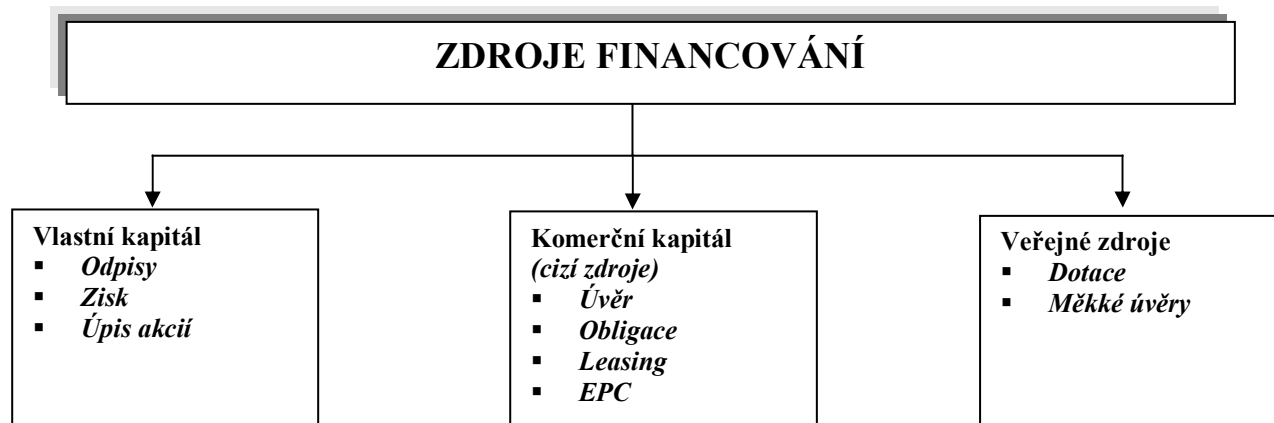 ZDROJE FINANCOVÁNÍ
Vlastní kapitál
▪ Odpisy
▪ Zisk
▪ Úpis akcií
Komerční kapitál
(cizí zdroje)
▪ Úvěr
▪ Obligace
▪ Leasing
▪ EPC
Veřejné zdroje
▪ Dotace
▪ Měkké úvěry